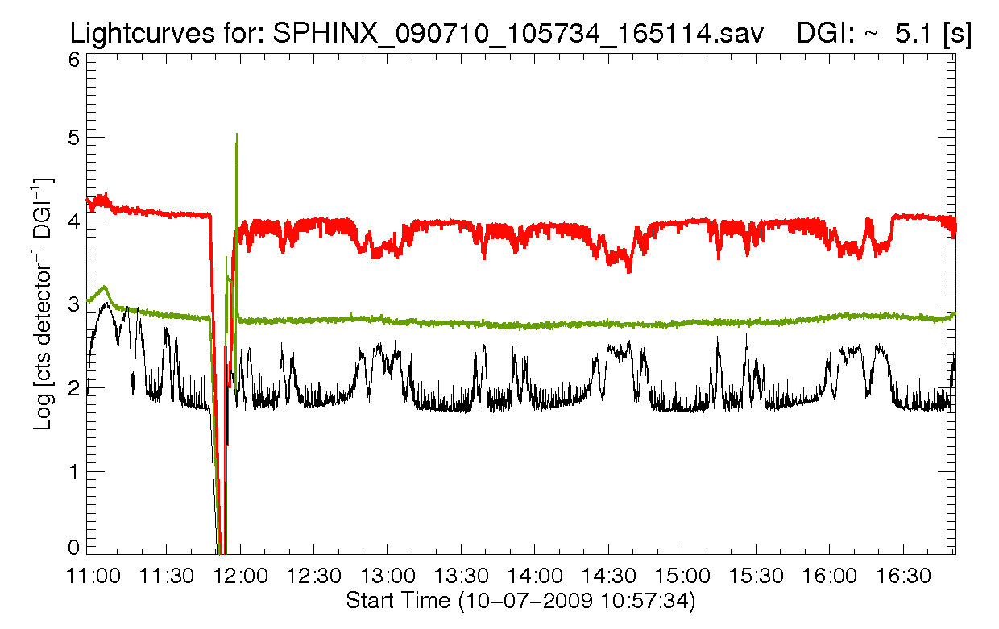 Lightcurves for: SPHINX_090710_105734_165114.sav DGI: ~ 5.1 [s]
6
5
4
3
2
1
0
Log [cts detector⁻¹ DGI⁻¹]
11:00 11:30 12:00 12:30 13:00 13:30 14:00 14:30 15:00 15:30 16:00 16:30
Start Time (10-07-2009 10:57:34)